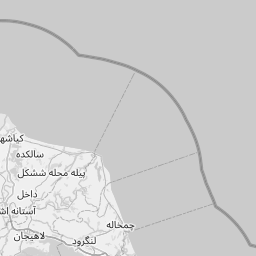 کیاشهر
سالکده
پیله محله ششکل
داخل
آستانه اش
چمخاله
لنگرود
لاهیجان